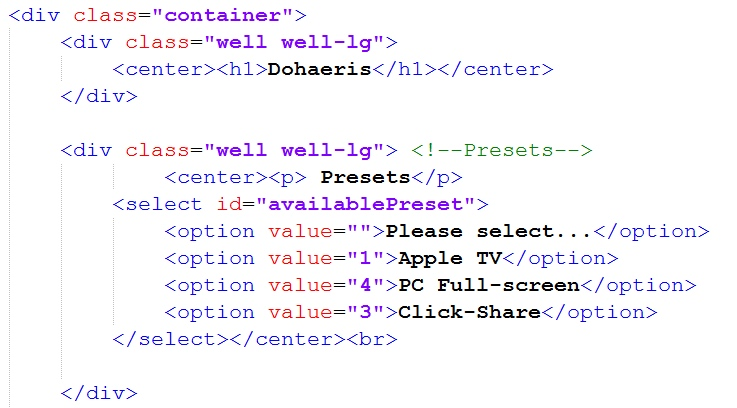 <div class="container">
<div class="well well-lg">
<center><h1>Dohaeris</h1></center>
</div>
<div class="well well-lg"> <!--Presets-->
<center><p> Presets</p>
<select id="availablePreset">
<option value="">Please select...</option>
<option value="1">Apple TV</option>
<option value="4">PC Full-screen</option>
<option value="3">Click-Share</option>
</select></center><br>
</div>